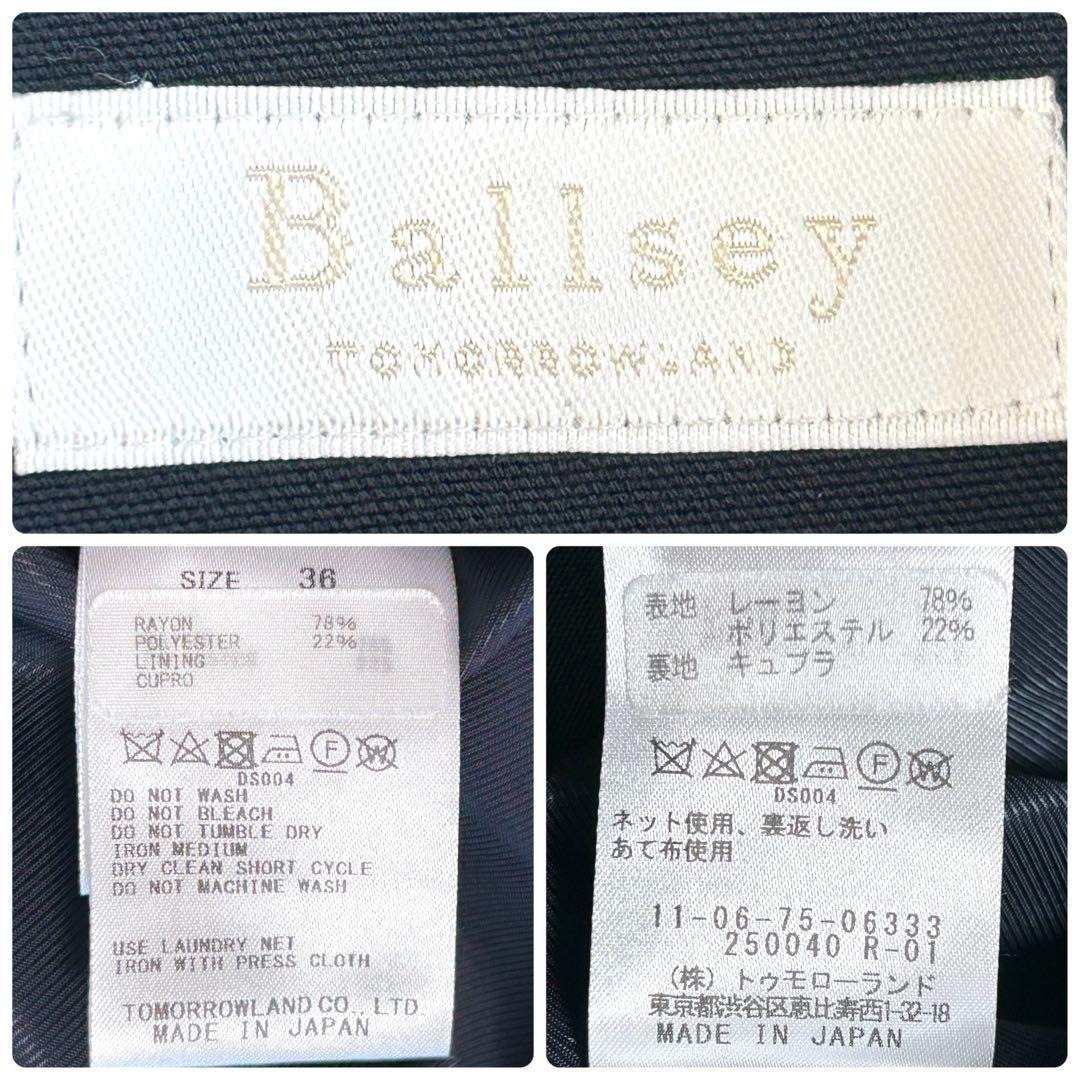 Ballsey
TOMORROWLAND
SIZE 36
RAYON 78%
POLYESTER 22%
LINING
CUPRO
F W
DS004
DO NOT WASH
DO NOT BLEACH
DO NOT TUMBLE DRY
IRON MEDIUM
DRY CLEAN SHORT CYCLE
DO NOT MACHINE WASH
USE LAUNDRY NET
IRON WITH PRESS CLOTH
TOMORROWLAND CO., LTD
MADE IN JAPAN
表地 レーヨン 78%
ポリエステル 22%
裏地 キュプラ
F W
DS004
ネット使用、裏返し洗い
あて布使用
11-06-75-06333
250040 R-01
(株) トゥモローランド
東京都渋谷区恵比寿西1-32-18
MADE IN JAPAN